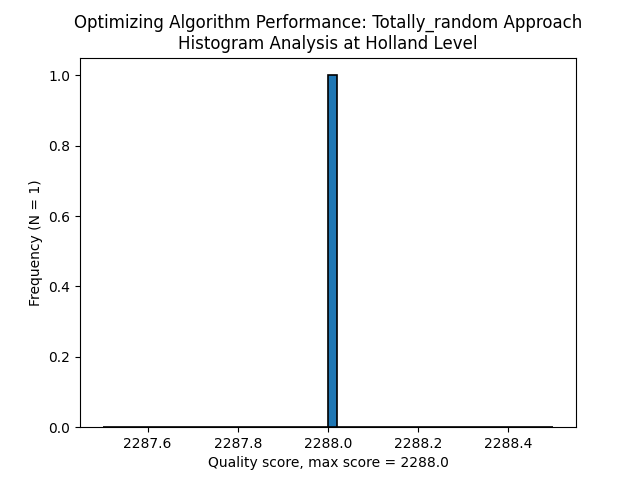 Optimizing Algorithm Performance: Totally_random Approach
Histogram Analysis at Holland Level
1.0
0.8
0.6
0.4
0.2
0.0
Frequency (N = 1)
2287.6 2287.8 2288.0 2288.2 2288.4
Quality score, max score = 2288.0